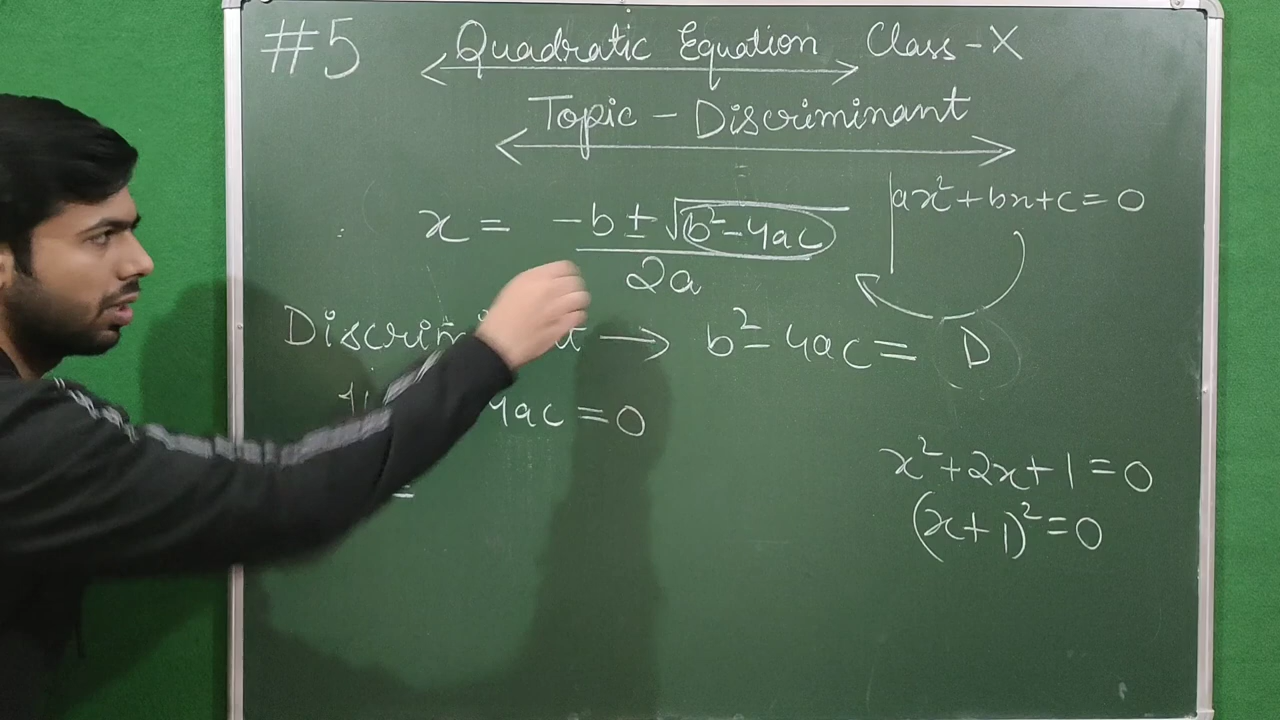 #5 Quadratic Equation Class-X
Topic - Discriminant
x = -b ± √b²-4ac
2a
ax²+bx+c=0
→ b²-4ac = D
4ac = 0
x²+2x+1=0
(x+1)²=0